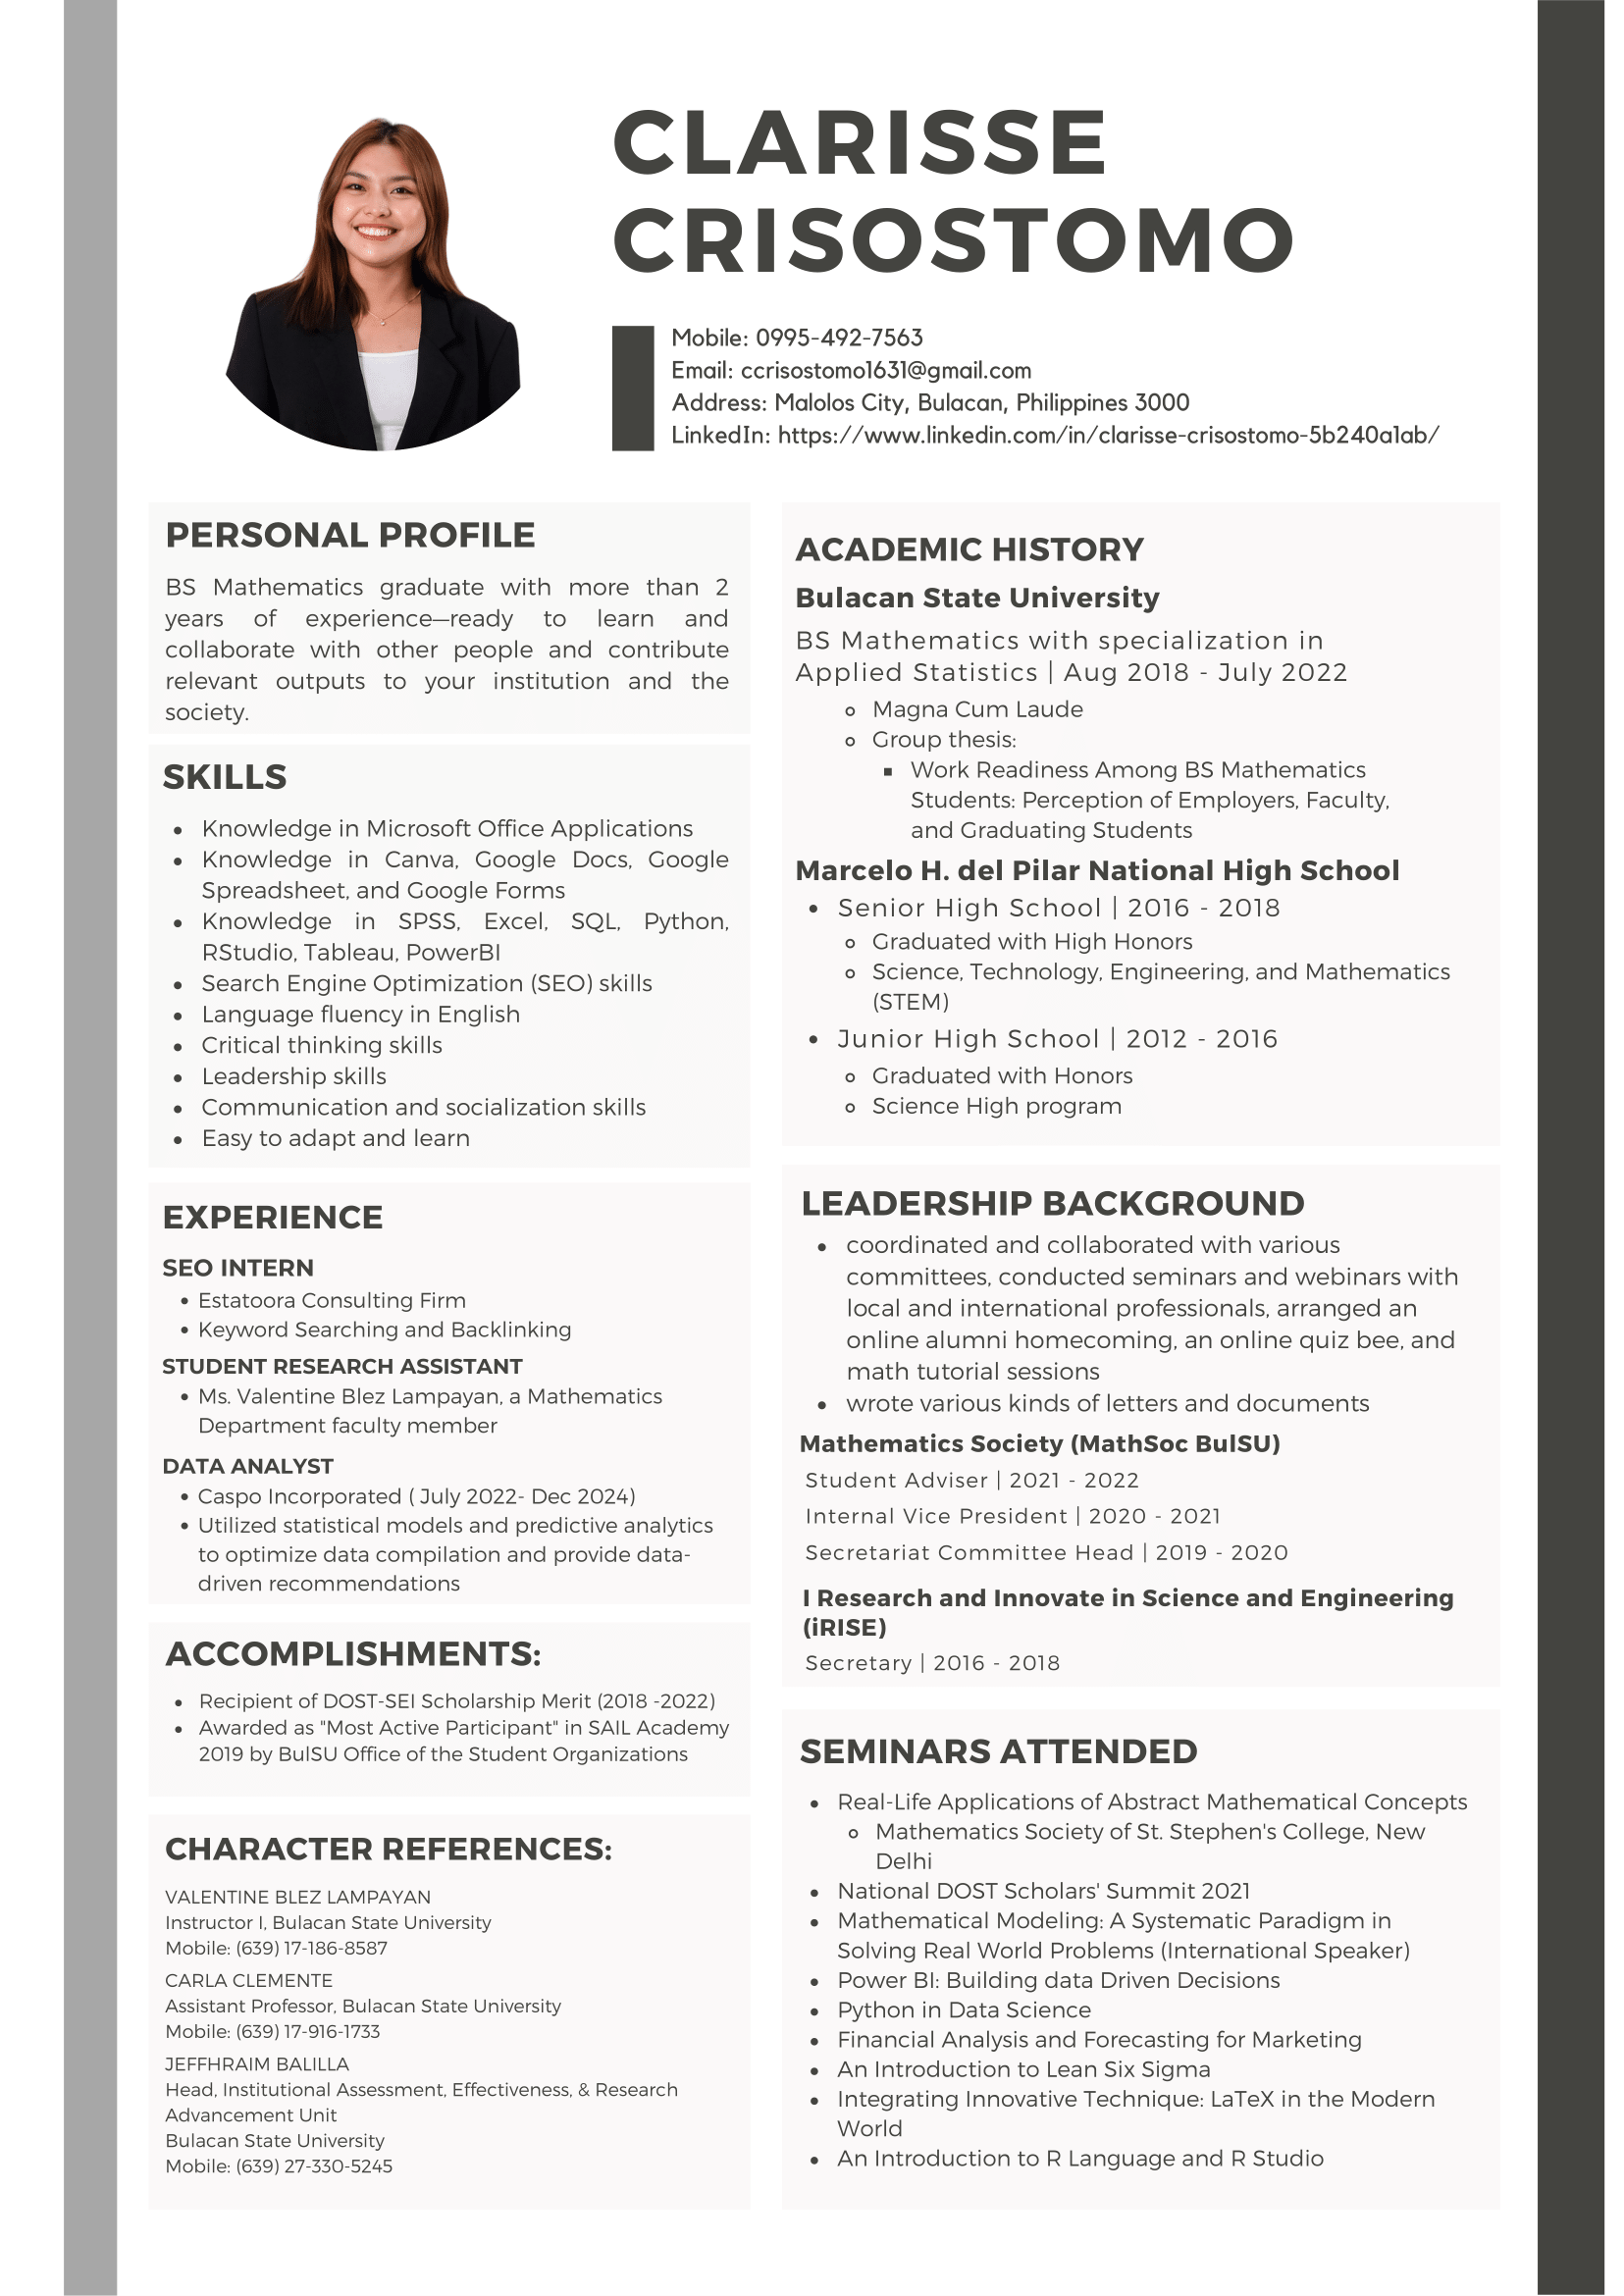 CLARISSE
CRISOSTOMO
Mobile: 0995-492-7563
Email: ccrisostomo1631@gmail.com
Address: Malolos City, Bulacan, Philippines 3000
LinkedIn: https://www.linkedin.com/in/clarisse-crisostomo-5b240a1ab/
PERSONAL PROFILE
BS Mathematics graduate with more than 2
years of experience—ready to learn and
collaborate with other people and contribute
relevant outputs to your institution and the
society.
SKILLS
• Knowledge in Microsoft Office Applications
• Knowledge in Canva, Google Docs, Google
Spreadsheet, and Google Forms
• Knowledge in SPSS, Excel, SQL, Python,
RStudio, Tableau, PowerBI
• Search Engine Optimization (SEO) skills
• Language fluency in English
• Critical thinking skills
• Leadership skills
• Communication and socialization skills
• Easy to adapt and learn
EXPERIENCE
SEO INTERN
• Estatoora Consulting Firm
• Keyword Searching and Backlinking
STUDENT RESEARCH ASSISTANT
• Ms. Valentine Blez Lampayan, a Mathematics
Department faculty member
DATA ANALYST
• Caspo Incorporated ( July 2022- Dec 2024)
• Utilized statistical models and predictive analytics
to optimize data compilation and provide data-
driven recommendations
ACCOMPLISHMENTS:
• Recipient of DOST-SEI Scholarship Merit (2018 -2022)
• Awarded as "Most Active Participant" in SAIL Academy
2019 by BulSU Office of the Student Organizations
CHARACTER REFERENCES:
VALENTINE BLEZ LAMPAYAN
Instructor I, Bulacan State University
Mobile: (639) 17-186-8587
CARLA CLEMENTE
Assistant Professor, Bulacan State University
Mobile: (639) 17-916-1733
JEFFHRAIM BALILLA
Head, Institutional Assessment, Effectiveness, & Research
Advancement Unit
Bulacan State University
Mobile: (639) 27-330-5245
ACADEMIC HISTORY
Bulacan State University
BS Mathematics with specialization in
Applied Statistics | Aug 2018 - July 2022
◦ Magna Cum Laude
◦ Group thesis:
▪ Work Readiness Among BS Mathematics
Students: Perception of Employers, Faculty,
and Graduating Students
Marcelo H. del Pilar National High School
• Senior High School | 2016 - 2018
◦ Graduated with High Honors
◦ Science, Technology, Engineering, and Mathematics
(STEM)
• Junior High School | 2012 - 2016
◦ Graduated with Honors
◦ Science High program
LEADERSHIP BACKGROUND
• coordinated and collaborated with various
committees, conducted seminars and webinars with
local and international professionals, arranged an
online alumni homecoming, an online quiz bee, and
math tutorial sessions
• wrote various kinds of letters and documents
Mathematics Society (MathSoc BulSU)
Student Adviser | 2021 - 2022
Internal Vice President | 2020 - 2021
Secretariat Committee Head | 2019 - 2020
I Research and Innovate in Science and Engineering
(iRISE)
Secretary | 2016 - 2018
SEMINARS ATTENDED
• Real-Life Applications of Abstract Mathematical Concepts
◦ Mathematics Society of St. Stephen's College, New
Delhi
• National DOST Scholars' Summit 2021
• Mathematical Modeling: A Systematic Paradigm in
Solving Real World Problems (International Speaker)
• Power BI: Building data Driven Decisions
• Python in Data Science
• Financial Analysis and Forecasting for Marketing
• An Introduction to Lean Six Sigma
• Integrating Innovative Technique: LaTeX in the Modern
World
• An Introduction to R Language and R Studio